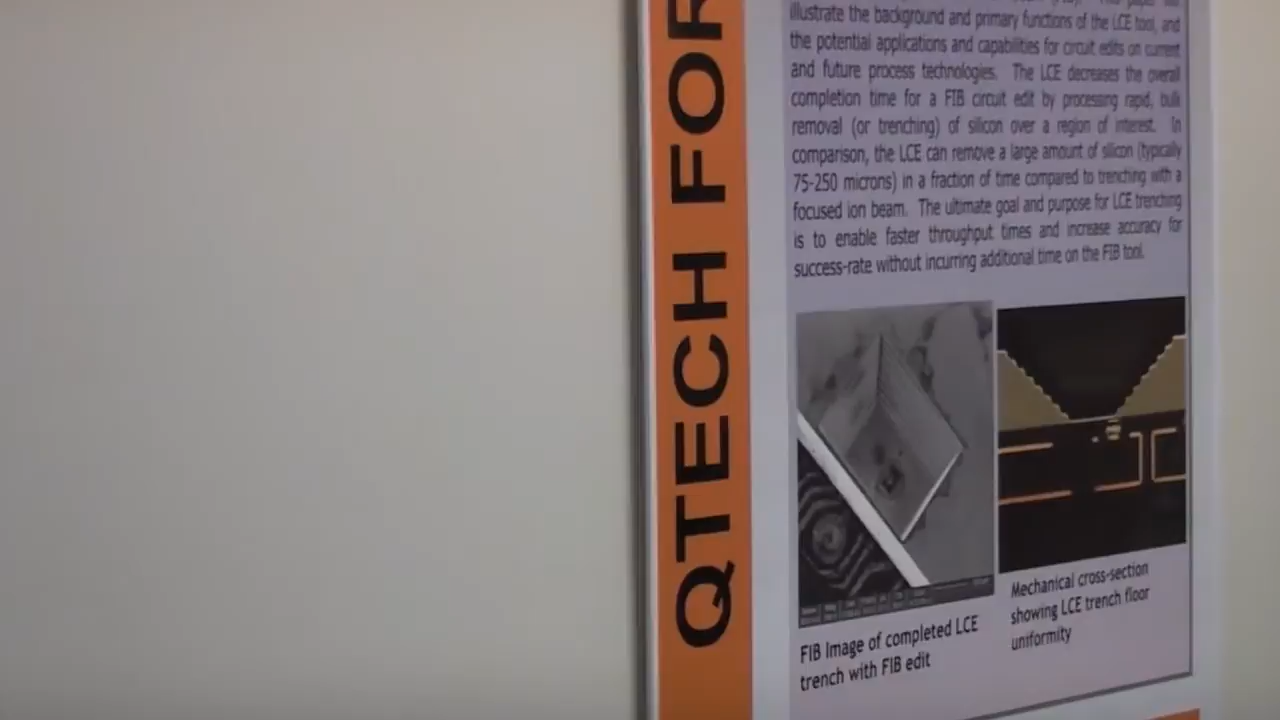 QTECH FOR
illustrate the background and primary functions of the LCE tool, and
the potential applications and capabilities for circuit edits on current
and future process technologies. The LCE decreases the overall
completion time for a FIB circuit edit by processing rapid, bulk
removal (or trenching) of silicon over a region of interest. In
comparison, the LCE can remove a large amount of silicon (typically
75-250 microns) in a fraction of time compared to trenching with a
focused ion beam. The ultimate goal and purpose for LCE trenching
is to enable faster throughput times and increase accuracy for
success-rate without incurring additional time on the FIB tool.
FIB Image of completed LCE
trench with FIB edit
Mechanical cross-section
showing LCE trench floor
uniformity